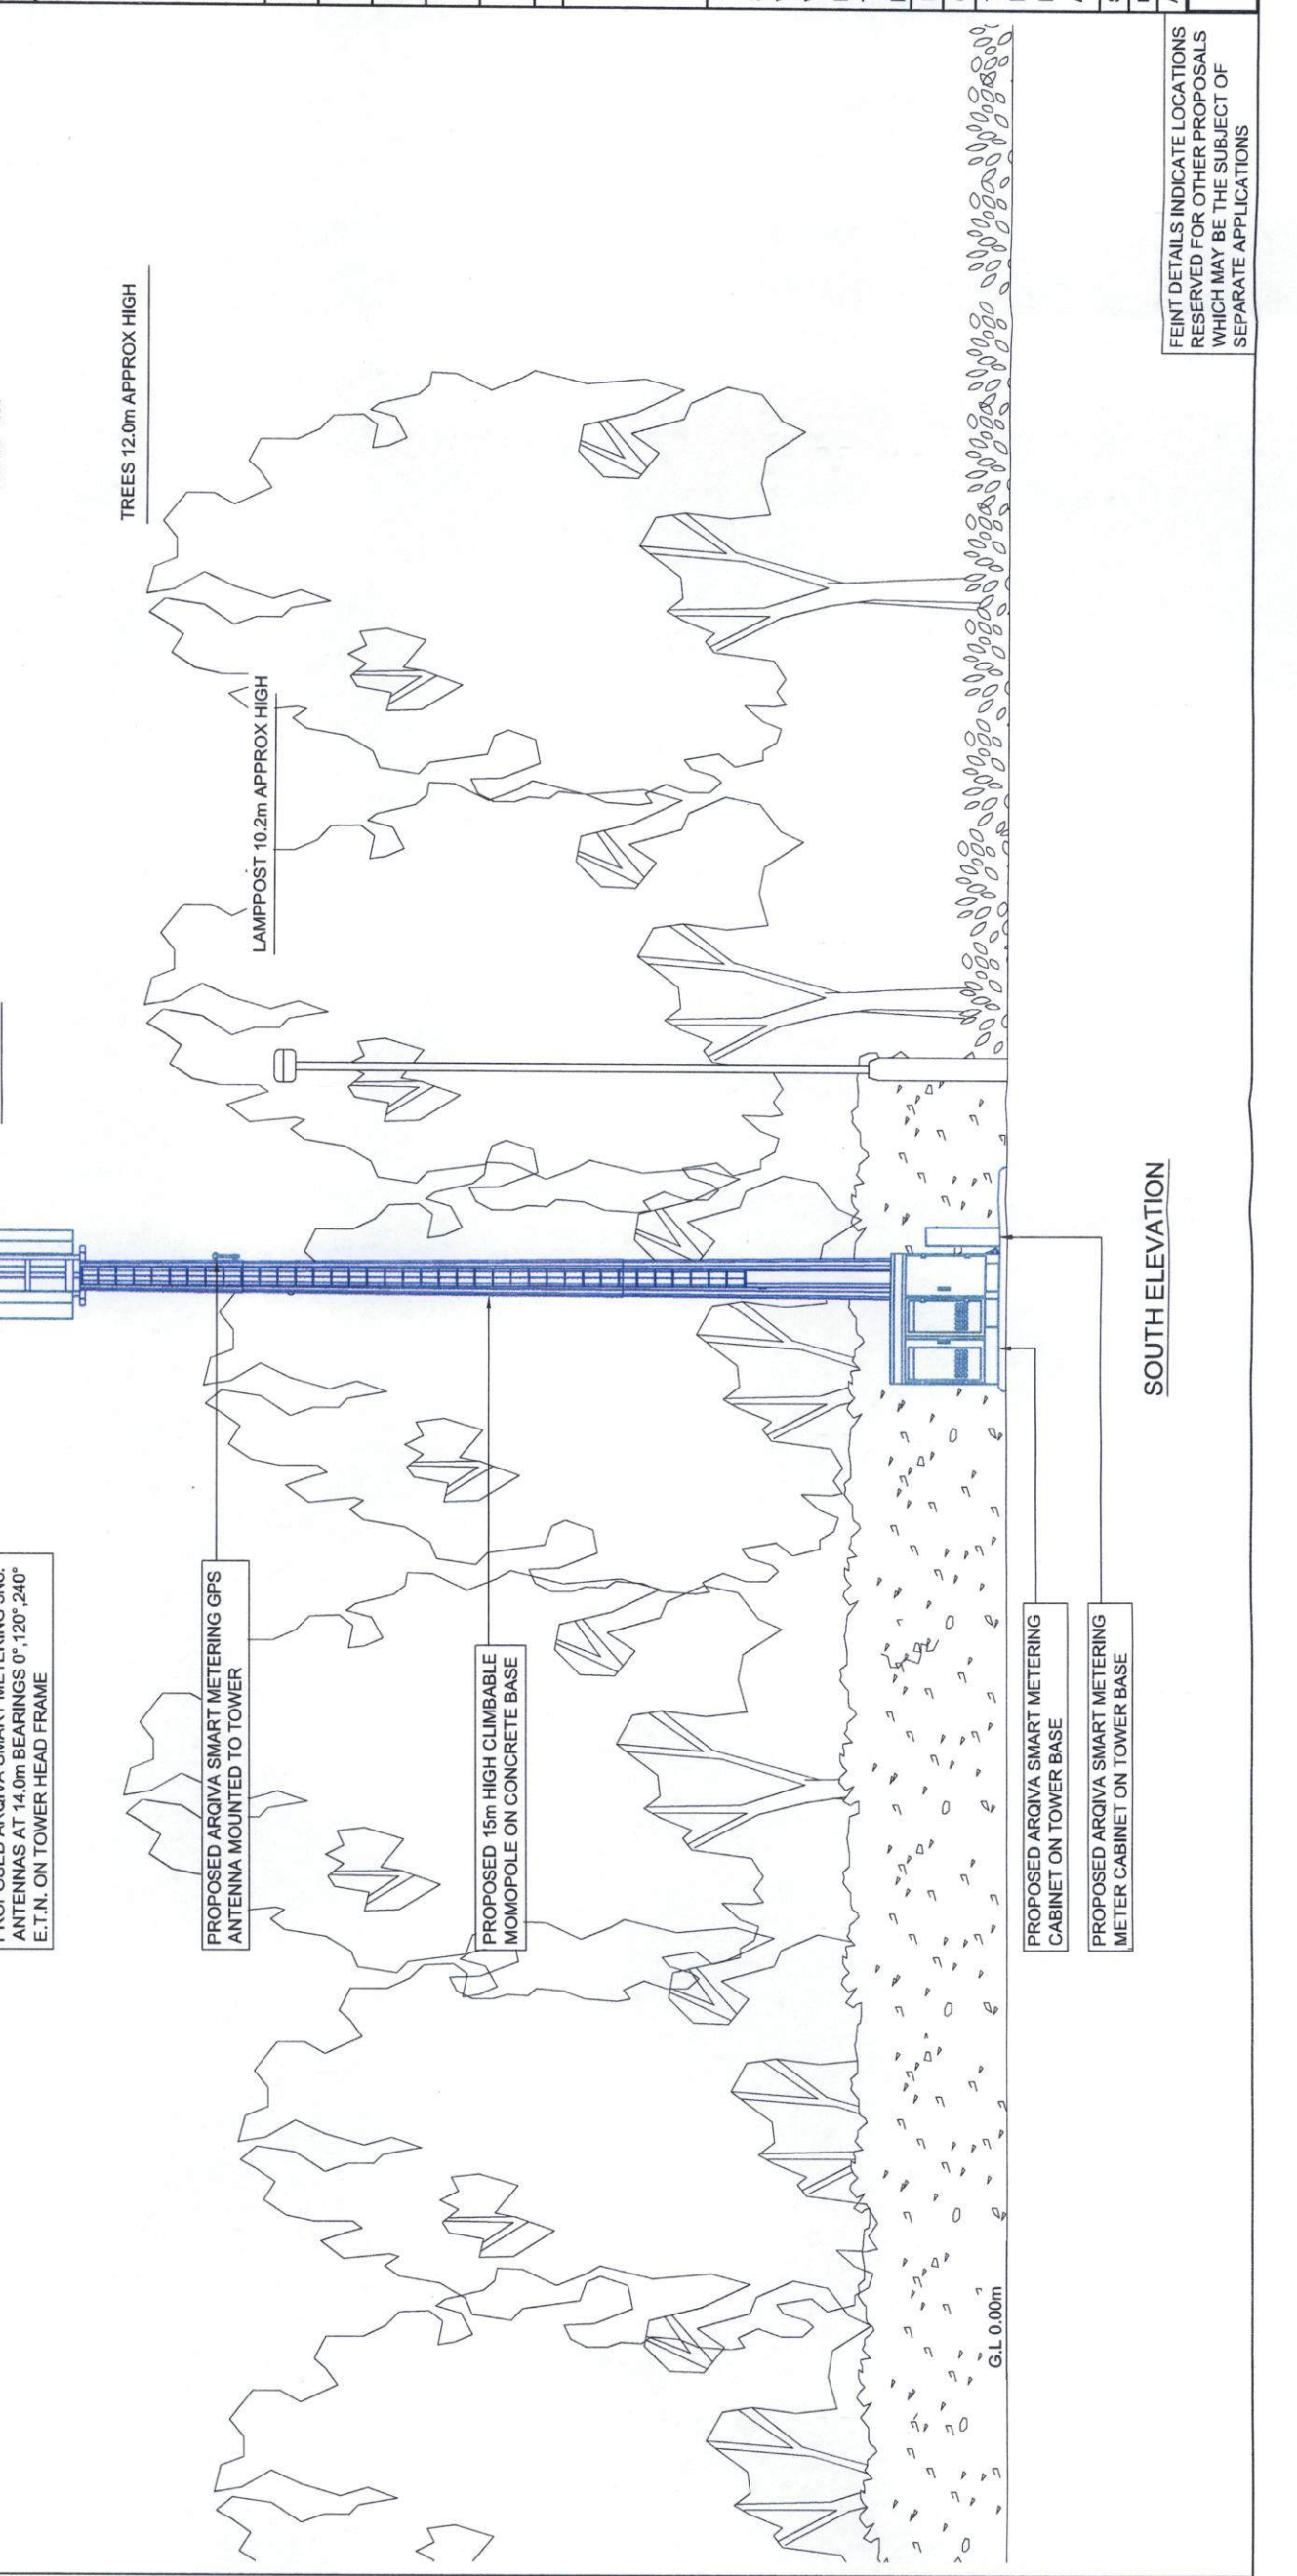 ANTENNAS AT 14.0m BEARINGS 0°,120°,240°
E.T.N. ON TOWER HEAD FRAME
PROPOSED ARQIVA SMART METERING GPS
ANTENNA MOUNTED TO TOWER
PROPOSED 15m HIGH CLIMBABLE
MOMOPOLE ON CONCRETE BASE
TREES 12.0m APPROX HIGH
LAMPPOST 10.2m APPROX HIGH
G.L 0.00m
PROPOSED ARQIVA SMART METERING
CABINET ON TOWER BASE
PROPOSED ARQIVA SMART METERING
METER CABINET ON TOWER BASE
SOUTH ELEVATION
FEINT DETAILS INDICATE LOCATIONS
RESERVED FOR OTHER PROPOSALS
WHICH MAY BE THE SUBJECT OF
SEPARATE APPLICATIONS